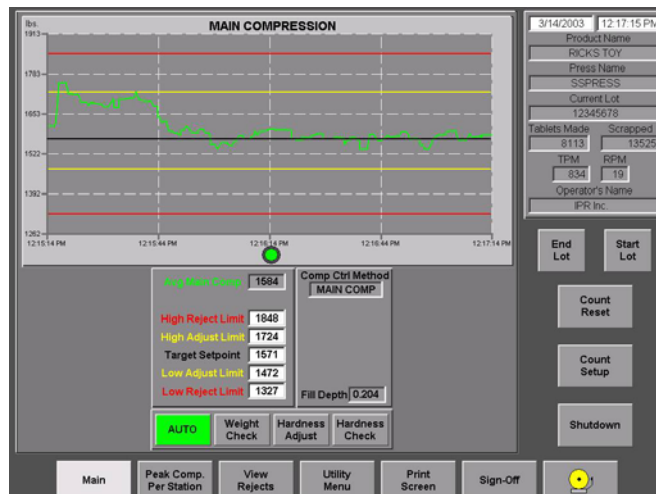 MAIN COMPRESSION
lbs.
1913
1783
1653
1522
1392
1262
12:15:14 PM 12:15:44 PM 12:16:14 PM 12:16:44 PM 12:17:14 PM
Avg Main Comp 1584
High Reject Limit 1848
High Adjust Limit 1724
Target Setpoint 1571
Low Adjust Limit 1472
Low Reject Limit 1327
Comp Ctrl Method
MAIN COMP
Fill Depth 0.204
AUTO
Weight Check
Hardness Adjust
Hardness Check
3/14/2003 12:17:15 PM
Product Name
RICKS TOY
Press Name
SSPRESS
Current Lot
12345678
Tablets Made Scrapped
8113 13525
TPM RPM
834 19
Operator's Name
IPR Inc.
End Lot
Start Lot
Count Reset
Count Setup
Shutdown
Main
Peak Comp. Per Station
View Rejects
Utility Menu
Print Screen
Sign-Off